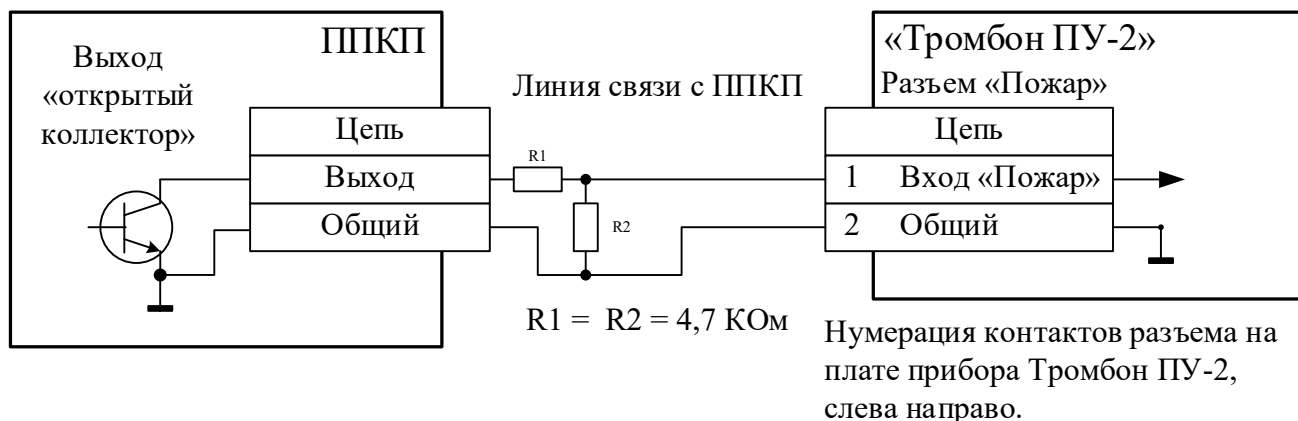 ППКП
Выход
«открытый
коллектор»
Цепь
Выход
Общий
Линия связи с ППКП
R1
R2
R1 = R2 = 4,7 КОм
«Тромбон ПУ-2»
Разъем «Пожар»
Цепь
1 Вход «Пожар»
2 Общий
Нумерация контактов разъема на
плате прибора Тромбон ПУ-2,
слева направо.